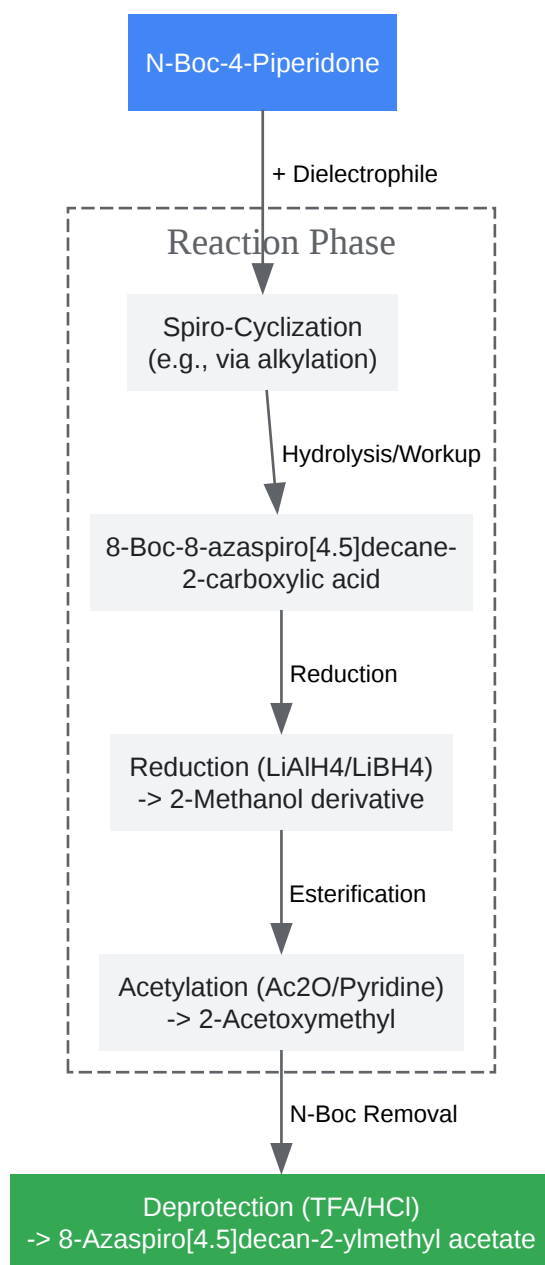 N-Boc-4-Piperidone
+ Dielectrophile
Reaction Phase
Spiro-Cyclization
(e.g., via alkylation)
Hydrolysis/Workup
8-Boc-8-azaspiro[4.5]decane-
2-carboxylic acid
Reduction
Reduction (LiAlH4/LiBH4)
-> 2-Methanol derivative
Esterification
Acetylation (Ac2O/Pyridine)
-> 2-Acetoxymethyl
N-Boc Removal
Deprotection (TFA/HCl)
-> 8-Azaspiro[4.5]decan-2-ylmethyl acetate